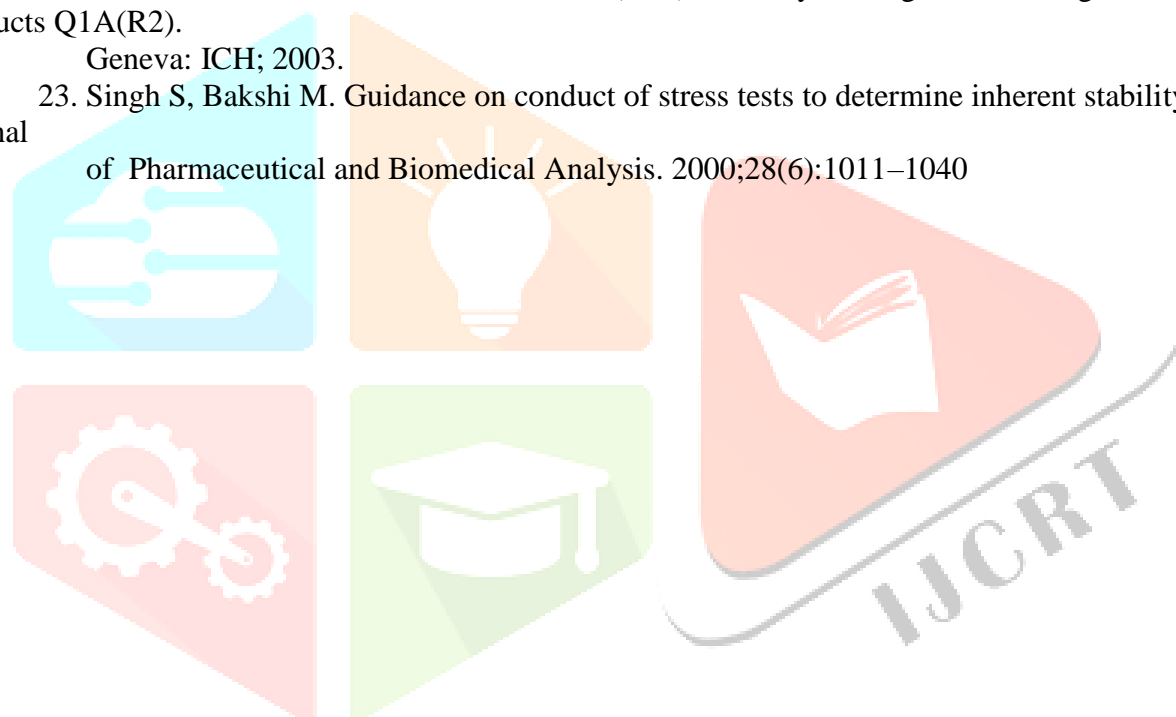 ucts Q1A(R2).
Geneva: ICH; 2003.
23. Singh S, Bakshi M. Guidance on conduct of stress tests to determine inherent stability
nal
of Pharmaceutical and Biomedical Analysis. 2000;28(6):1011–1040
IJCRT